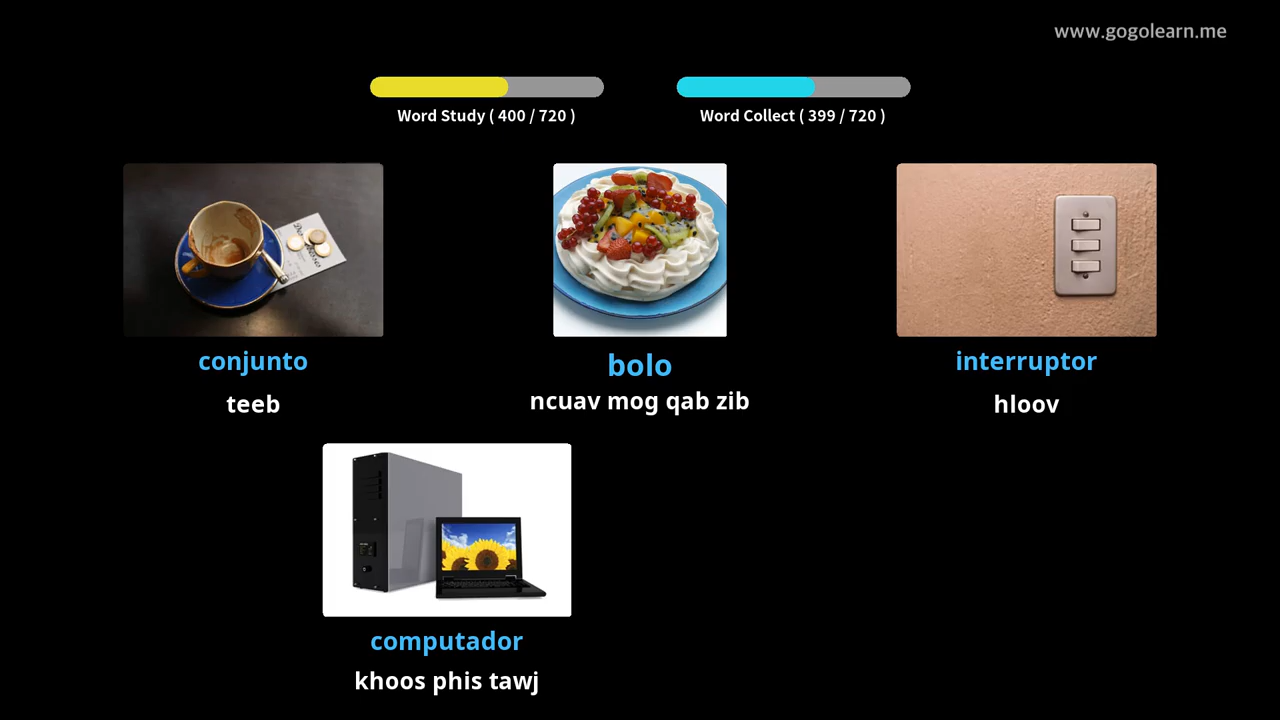 www.gogolearn.me
Word Study ( 400 / 720 )
Word Collect ( 399 / 720 )
conjunto
teeb
bolo
ncuav mog qab zib
interruptor
hloov
computador
khoos phis tawj